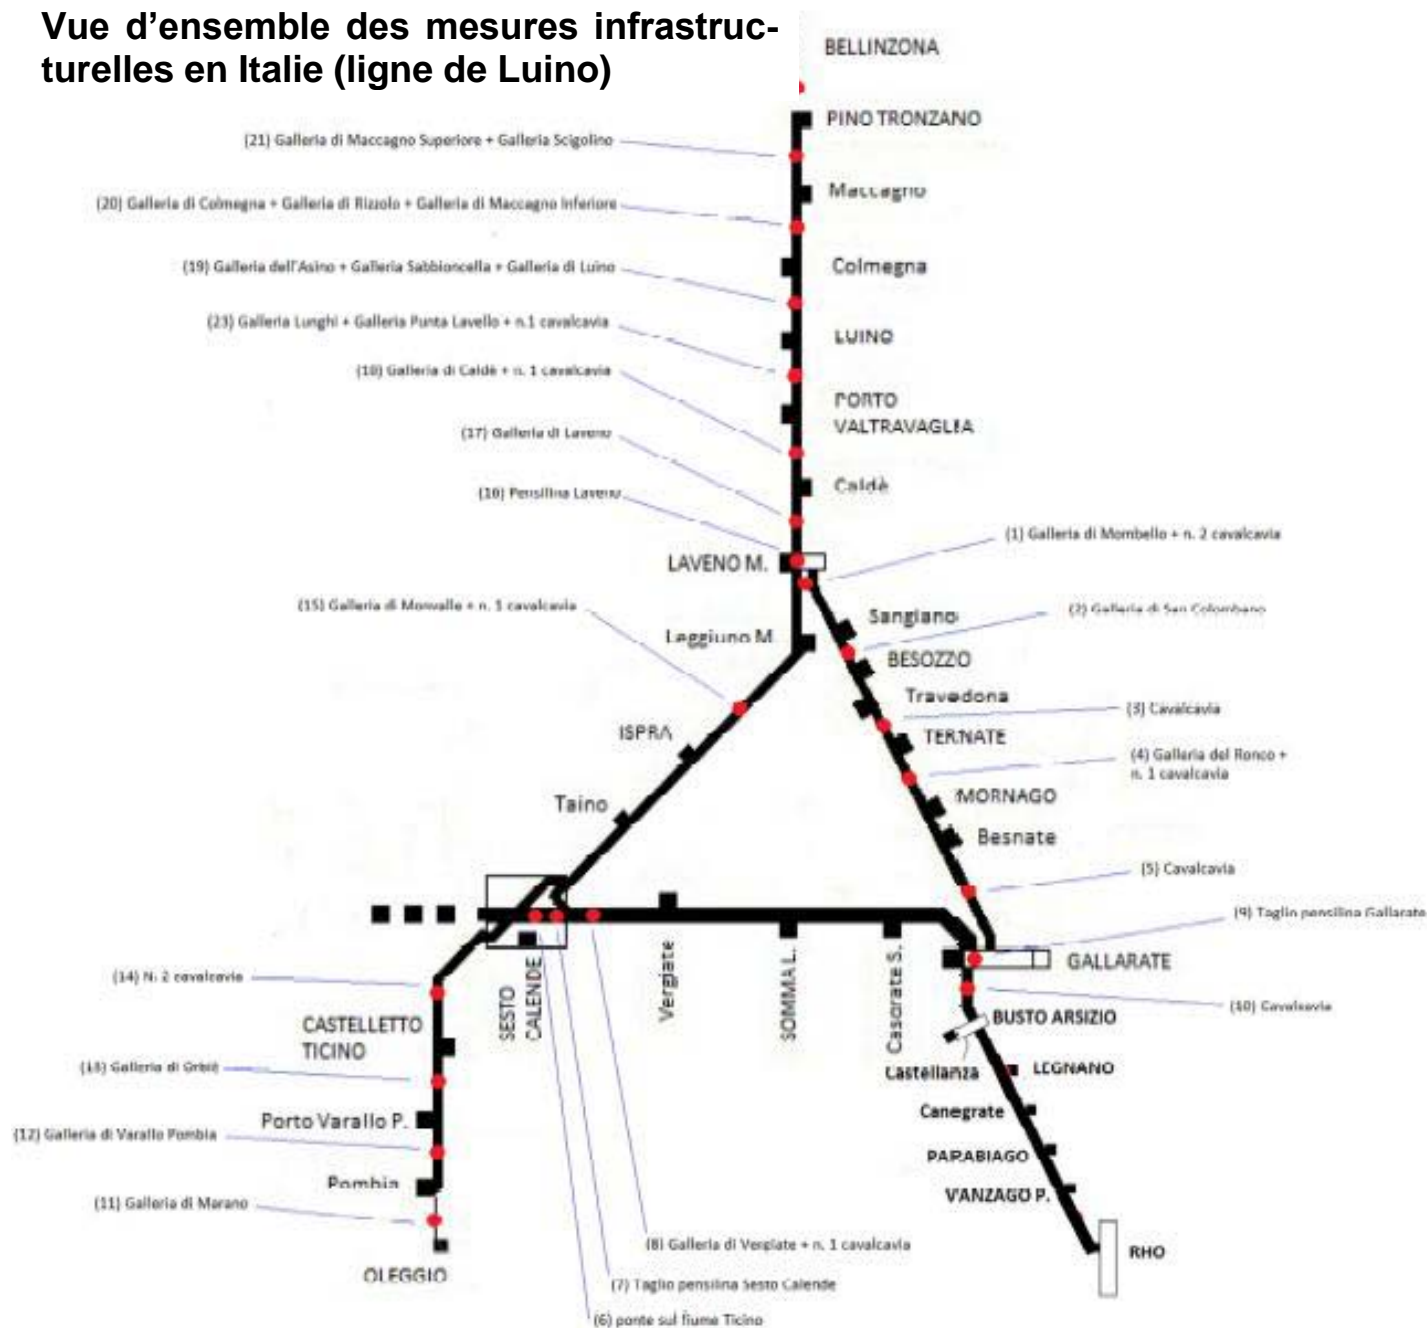 Vue d’ensemble des mesures infrastruc-
turelles en Italie (ligne de Luino)
BELLINZONA
PINO TRONZANO
(21) Galleria di Maccagno Superiore + Galleria Scigolino
Maccagno
(20) Galleria di Colmegna + Galleria di Rizzolo + Galleria di Maccagno Inferiore
Colmegna
(19) Galleria dell'Asino + Galleria Sabbioncella + Galleria di Luino
(23) Galleria Lunghi + Galleria Punta Lavello + n.1 cavalcavia
LUINO
(18) Galleria di Caldè + n. 1 cavalcavia
PORTO
VALTRAVAGLIA
(17) Galleria di Laveno
Caldè
(16) Pensilina Laveno
(1) Galleria di Mombello + n. 2 cavalcavia
LAVENO M.
(15) Galleria di Monvalle + n. 1 cavalcavia
Sangiano
(2) Galleria di San Colombano
Leggiuno M
BESOZZO
Travedona
(3) Cavalcavia
ISPRA
TERNATE
(4) Galleria del Ronco +
n. 1 cavalcavia
MORNAGO
Taino
Besnate
(5) Cavalcavia
(9) Taglio pensilina Gallarate
GALLARATE
(14) N. 2 cavalcavia
SESTO
CALENDE
Vergiate
SOMMA L.
Casorate S.
(10) Cavalcavia
CASTELLETTO
TICINO
BUSTO ARSIZIO
(13) Galleria di Orbiè
Castellanza
LEGNANO
Canegrate
Porto Varallo P.
(12) Galleria di Varallo Pombia
PARABIAGO
Pombia
VANZAGO P.
(11) Galleria di Marano
(8) Galleria di Vergiate + n. 1 cavalcavia
RHO
OLEGGIO
(7) Taglio pensilina Sesto Calende
(6) ponte sul fiume Ticino